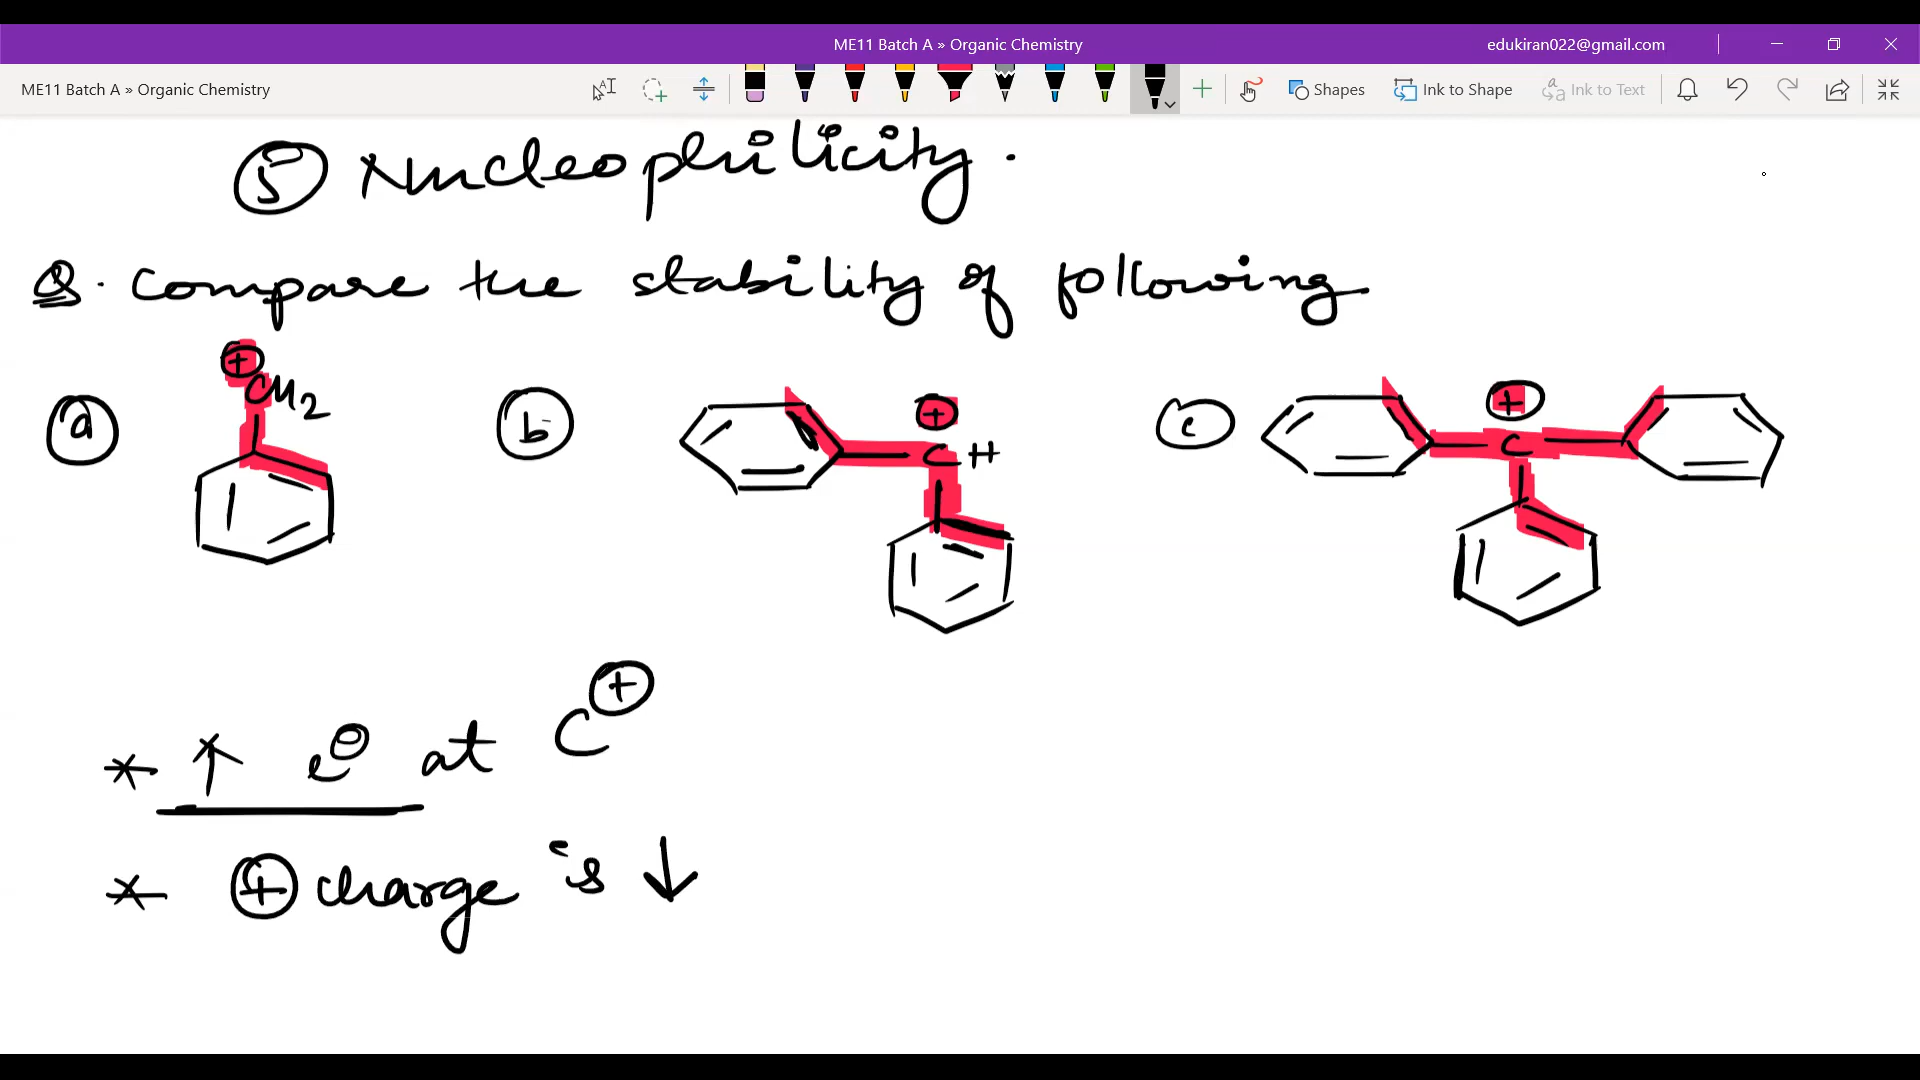 ME11 Batch A » Organic Chemistry
edukiran022@gmail.com
ME11 Batch A » Organic Chemistry
Shapes
Ink to Shape
Ink to Text
5 Nucleophilicity.
Q. Compare the stability of following
a
⊕
CH2
b
⊕
C H
c
⊕
C
* ↑ e⊖ at C⊕
* ⊕ charge is ↓